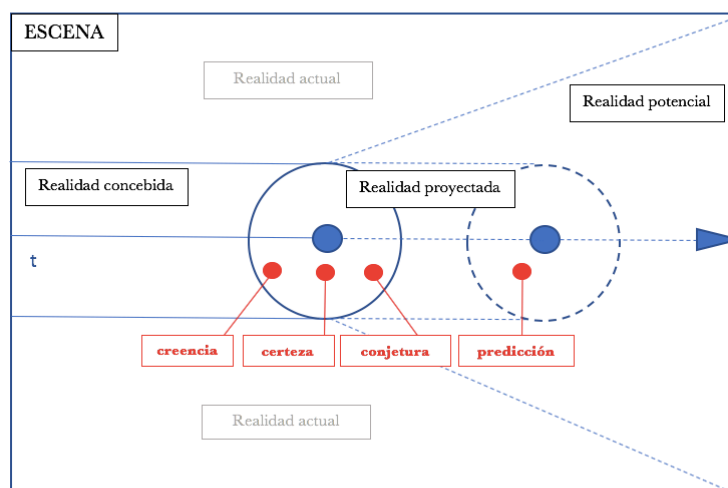 ESCENA
Realidad actual
Realidad potencial
Realidad concebida
Realidad proyectada
t
creencia
certeza
conjetura
predicción
Realidad actual